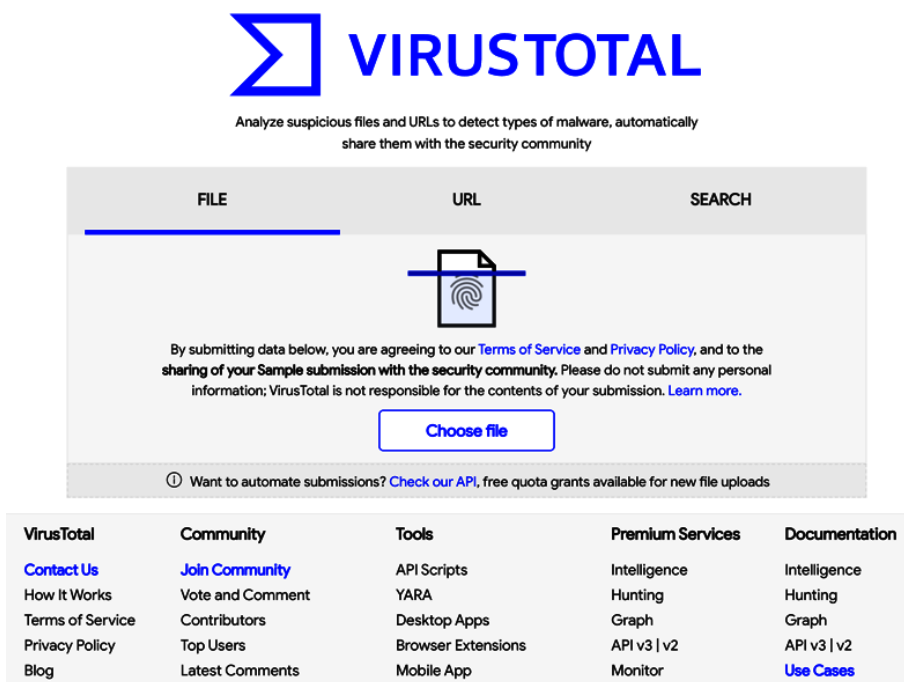 VIRUSTOTAL
Analyze suspicious files and URLs to detect types of malware, automatically
share them with the security community
FILE URL SEARCH
By submitting data below, you are agreeing to our Terms of Service and Privacy Policy, and to the
sharing of your Sample submission with the security community. Please do not submit any personal
information; VirusTotal is not responsible for the contents of your submission. Learn more.
Choose file
Want to automate submissions? Check our API, free quota grants available for new file uploads
VirusTotal Community Tools Premium Services Documentation
Contact Us Join Community API Scripts Intelligence Intelligence
How It Works Vote and Comment YARA Hunting Hunting
Terms of Service Contributors Desktop Apps Graph Graph
Privacy Policy Top Users Browser Extensions API v3 | v2 API v3 | v2
Blog Latest Comments Mobile App Monitor Use Cases